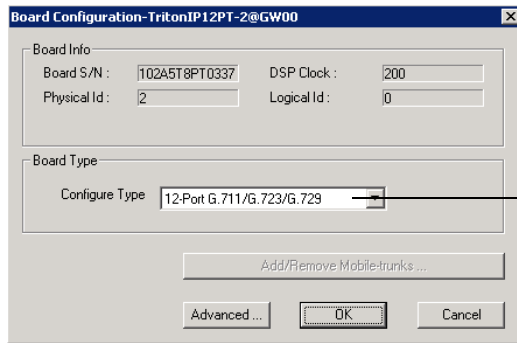 Board Configuration-TritonIP12PT-2@GW00
Board Info
Board S/N : 102A5T8PT0337 DSP Clock : 200
Physical Id : 2 Logical Id : 0
Board Type
Configure Type 12-Port G.711/G.723/G.729
Add/Remove Mobile-trunks ...
Advanced ... OK Cancel